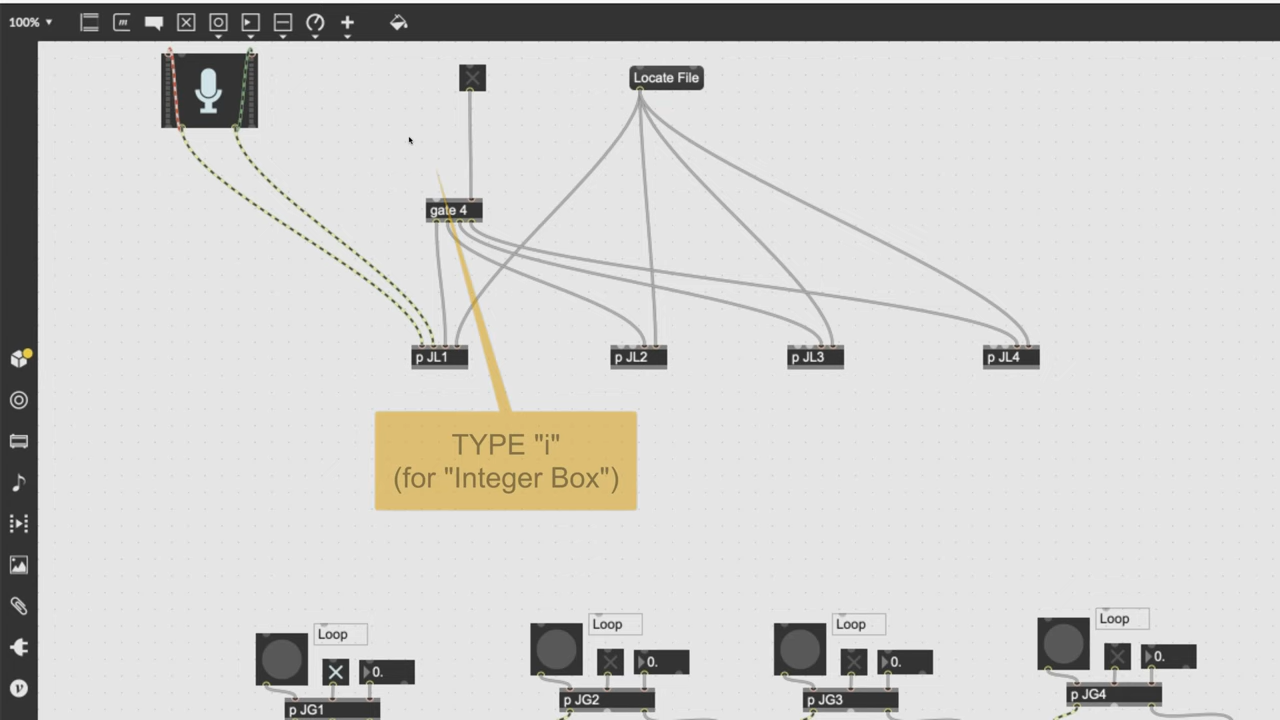 100%
Locate File
gate 4
p JL1
p JL2
p JL3
p JL4
TYPE "i"
(for "Integer Box")
Loop
Loop
Loop
Loop
0.
0.
0.
0.
p JG1
p JG2
p JG3
p JG4